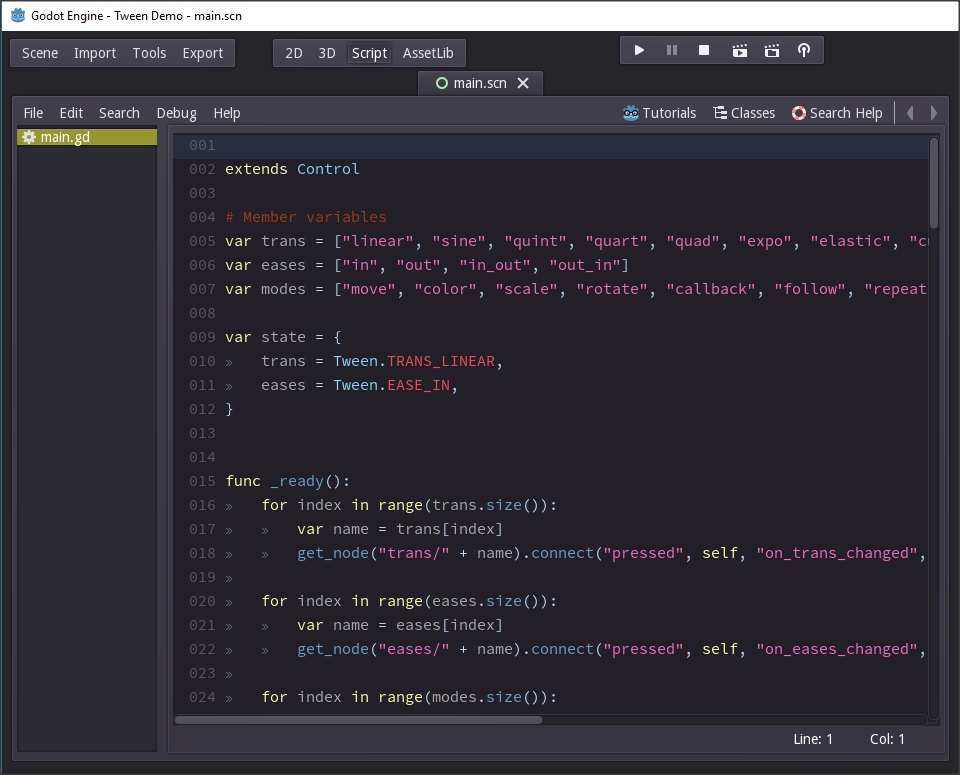 Godot Engine - Tween Demo - main.scn
Scene Import Tools Export 2D 3D Script AssetLib
main.scn
File Edit Search Debug Help Tutorials Classes Search Help
main.gd
001
002 extends Control
003
004 # Member variables
005 var trans = ["linear", "sine", "quint", "quart", "quad", "expo", "elastic", "cu
006 var eases = ["in", "out", "in_out", "out_in"]
007 var modes = ["move", "color", "scale", "rotate", "callback", "follow", "repeat
008
009 var state = {
010 » trans = Tween.TRANS_LINEAR,
011 » eases = Tween.EASE_IN,
012 }
013
014
015 func _ready():
016 » for index in range(trans.size()):
017 » » var name = trans[index]
018 » » get_node("trans/" + name).connect("pressed", self, "on_trans_changed",
019 »
020 » for index in range(eases.size()):
021 » » var name = eases[index]
022 » » get_node("eases/" + name).connect("pressed", self, "on_eases_changed",
023 »
024 » for index in range(modes.size()):
Line: 1 Col: 1